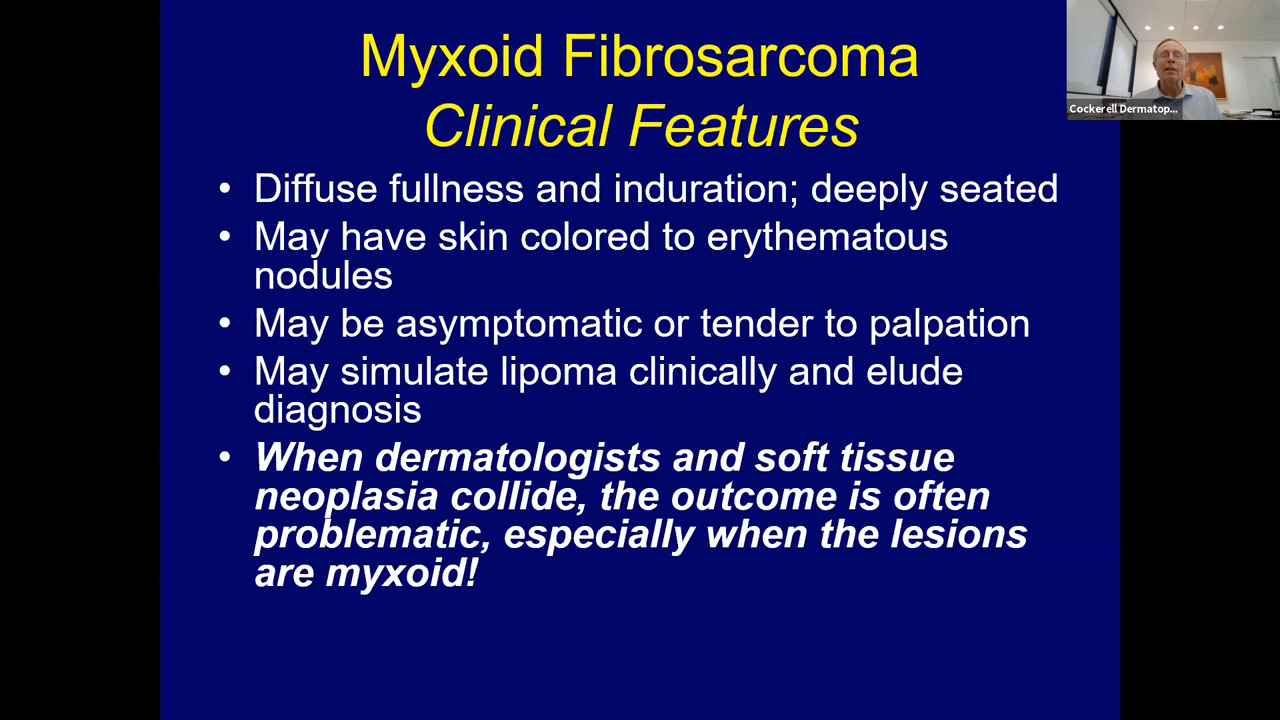 Myxoid Fibrosarcoma
Clinical Features
• Diffuse fullness and induration; deeply seated
• May have skin colored to erythematous
nodules
• May be asymptomatic or tender to palpation
• May simulate lipoma clinically and elude
diagnosis
• When dermatologists and soft tissue
neoplasia collide, the outcome is often
problematic, especially when the lesions
are myxoid!
Cockerell Dermatop...